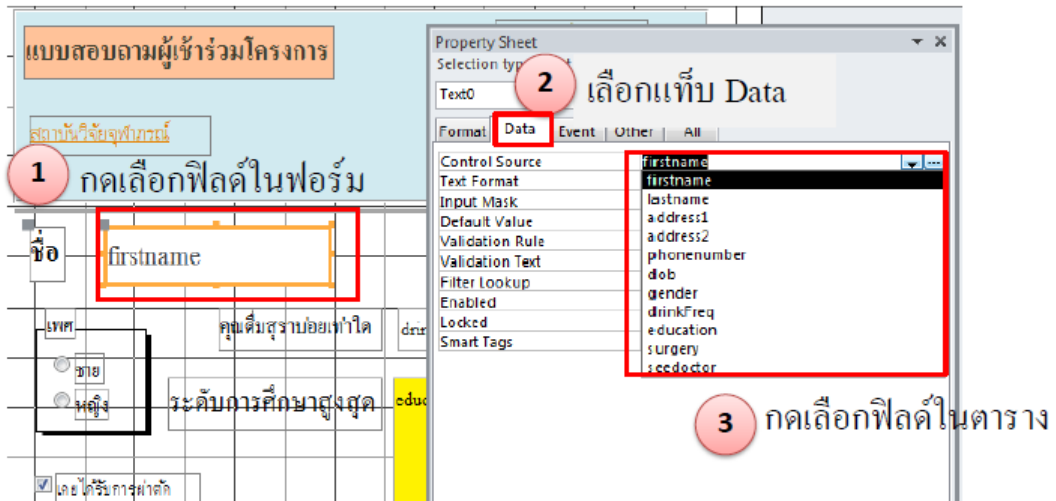 แบบสอบถามผู้เข้าร่วมโครงการ
สถาบันวิจัยจุฬาภรณ์
1 กดเลือกฟิลด์ในฟอร์ม
ชื่อ
firstname
เพศ
ชาย
หญิง
คุณดื่มสุราบ่อยเท่าใด
ระดับการศึกษาสูงสุด
เคยได้รับการผ่าตัด
Property Sheet
Selection
2 เลือกแท็บ Data
Text0
Format Data Event Other All
Control Source firstname
Text Format
Input Mask
Default Value
Validation Rule
Validation Text
Filter Lookup
Enabled
Locked
Smart Tags
firstname
lastname
address1
address2
phonenumber
dob
gender
drinkFreq
education
surgery
seedoctor
3 กดเลือกฟิลด์ในตาราง